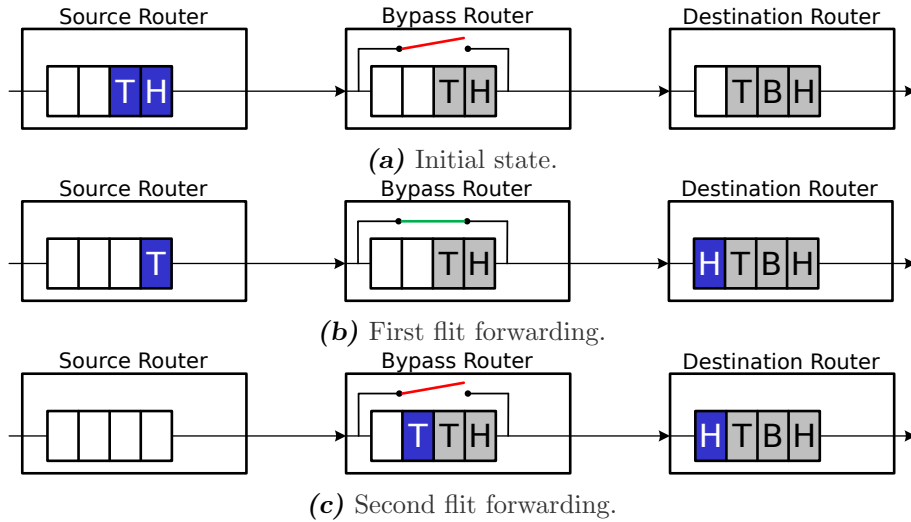 Source Router Bypass Router Destination Router
T H T H T B H
(a) Initial state.
Source Router Bypass Router Destination Router
T T H H T B H
(b) First flit forwarding.
Source Router Bypass Router Destination Router
T T H H T B H
(c) Second flit forwarding.